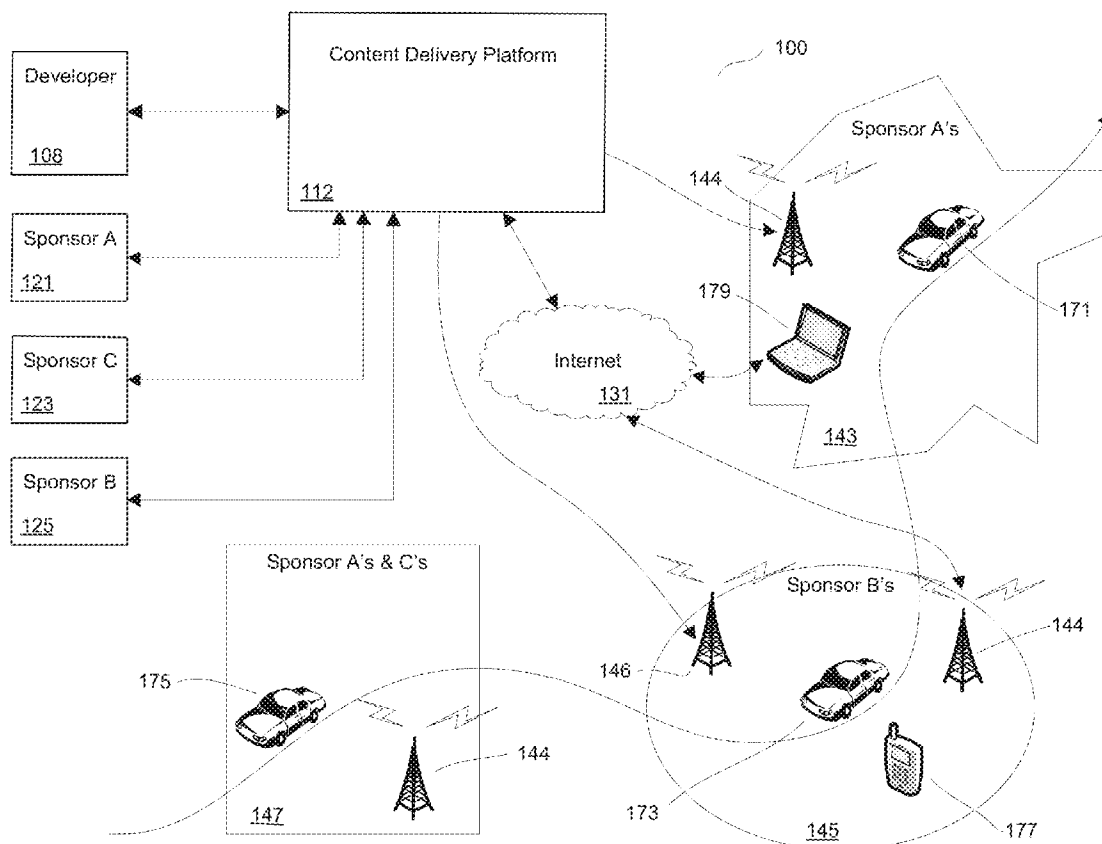 Developer
108
Content Delivery Platform
112
100
Sponsor A's
144
171
179
143
Sponsor A
121
Sponsor C
123
Sponsor B
125
Internet
131
Sponsor A's & C's
175
144
147
Sponsor B's
146
144
173
145
177